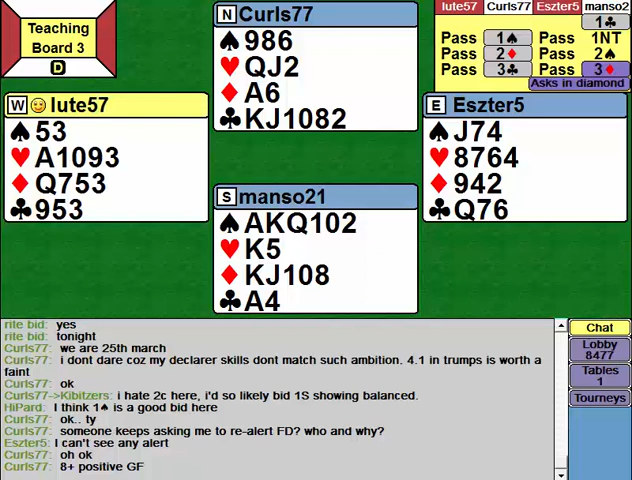 Teaching
Board 3
D
N Curls77
♠986
♥QJ2
♦A6
♣KJ1082
lute57 Curls77 Eszter5 manso2
1♣
Pass 1♠ Pass 1NT
Pass 2♦ Pass 2♠
Pass 3♣ Pass 3♦
Asks in diamond
W lute57
♠53
♥A1093
♦Q753
♣953
E Eszter5
♠J74
♥8764
♦942
♣Q76
S manso21
♠AKQ102
♥K5
♦KJ108
♣A4
rite bid: yes
rite bid: tonight
Curls77: we are 25th march
Curls77: i dont dare coz my declarer skills dont match such ambition. 4.1 in trumps is worth a
faint
Curls77: ok
Curls77->Kibitzers: i hate 2c here, i'd so likely bid 1S showing balanced.
HiPard: I think 1♠ is a good bid here
Curls77: ok.. ty
Curls77: someone keeps asking me to re-alert FD? who and why?
Eszter5: I can't see any alert
Curls77: oh ok
Curls77: 8+ positive GF
Chat
Lobby
8477
Tables
1
Tourneys